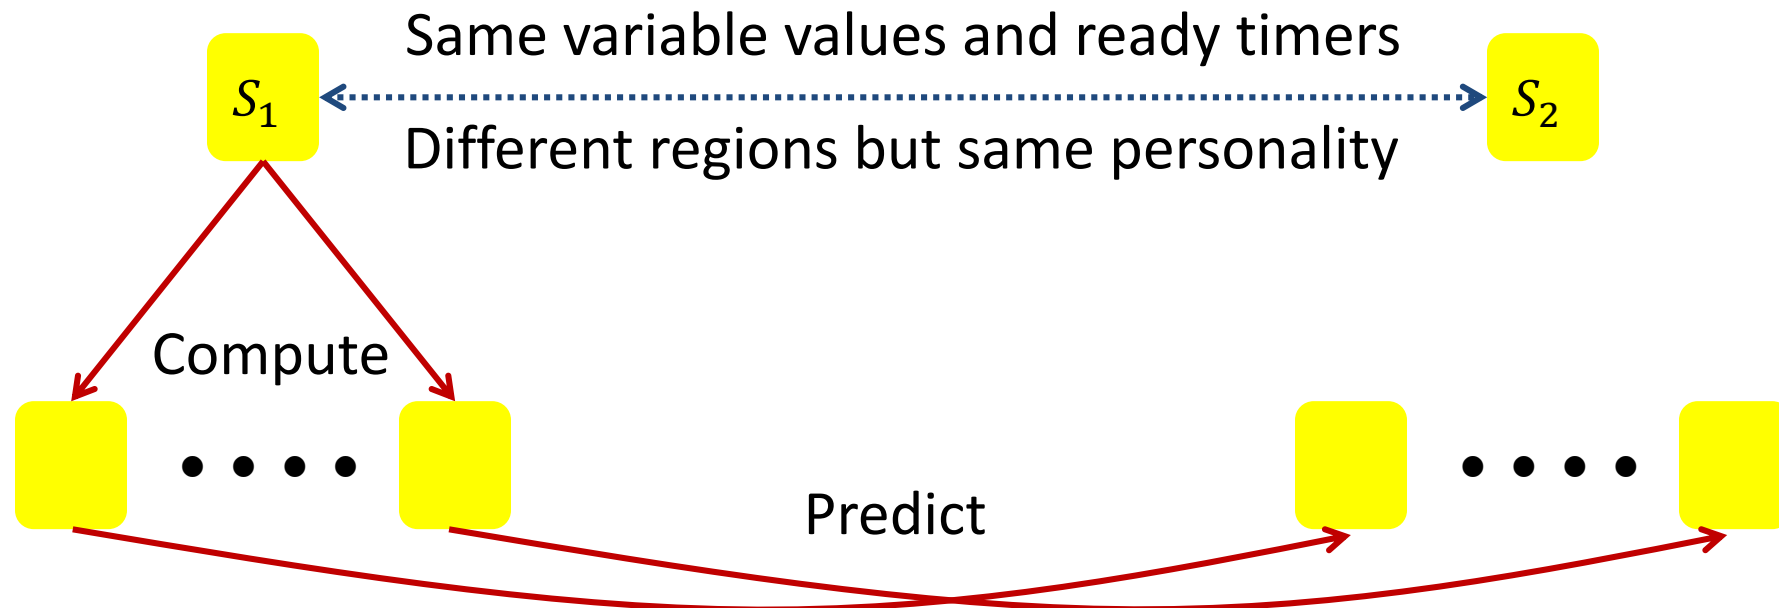 Same variable values and ready timers
S₁
S₂
Different regions but same personality
Compute
Predict